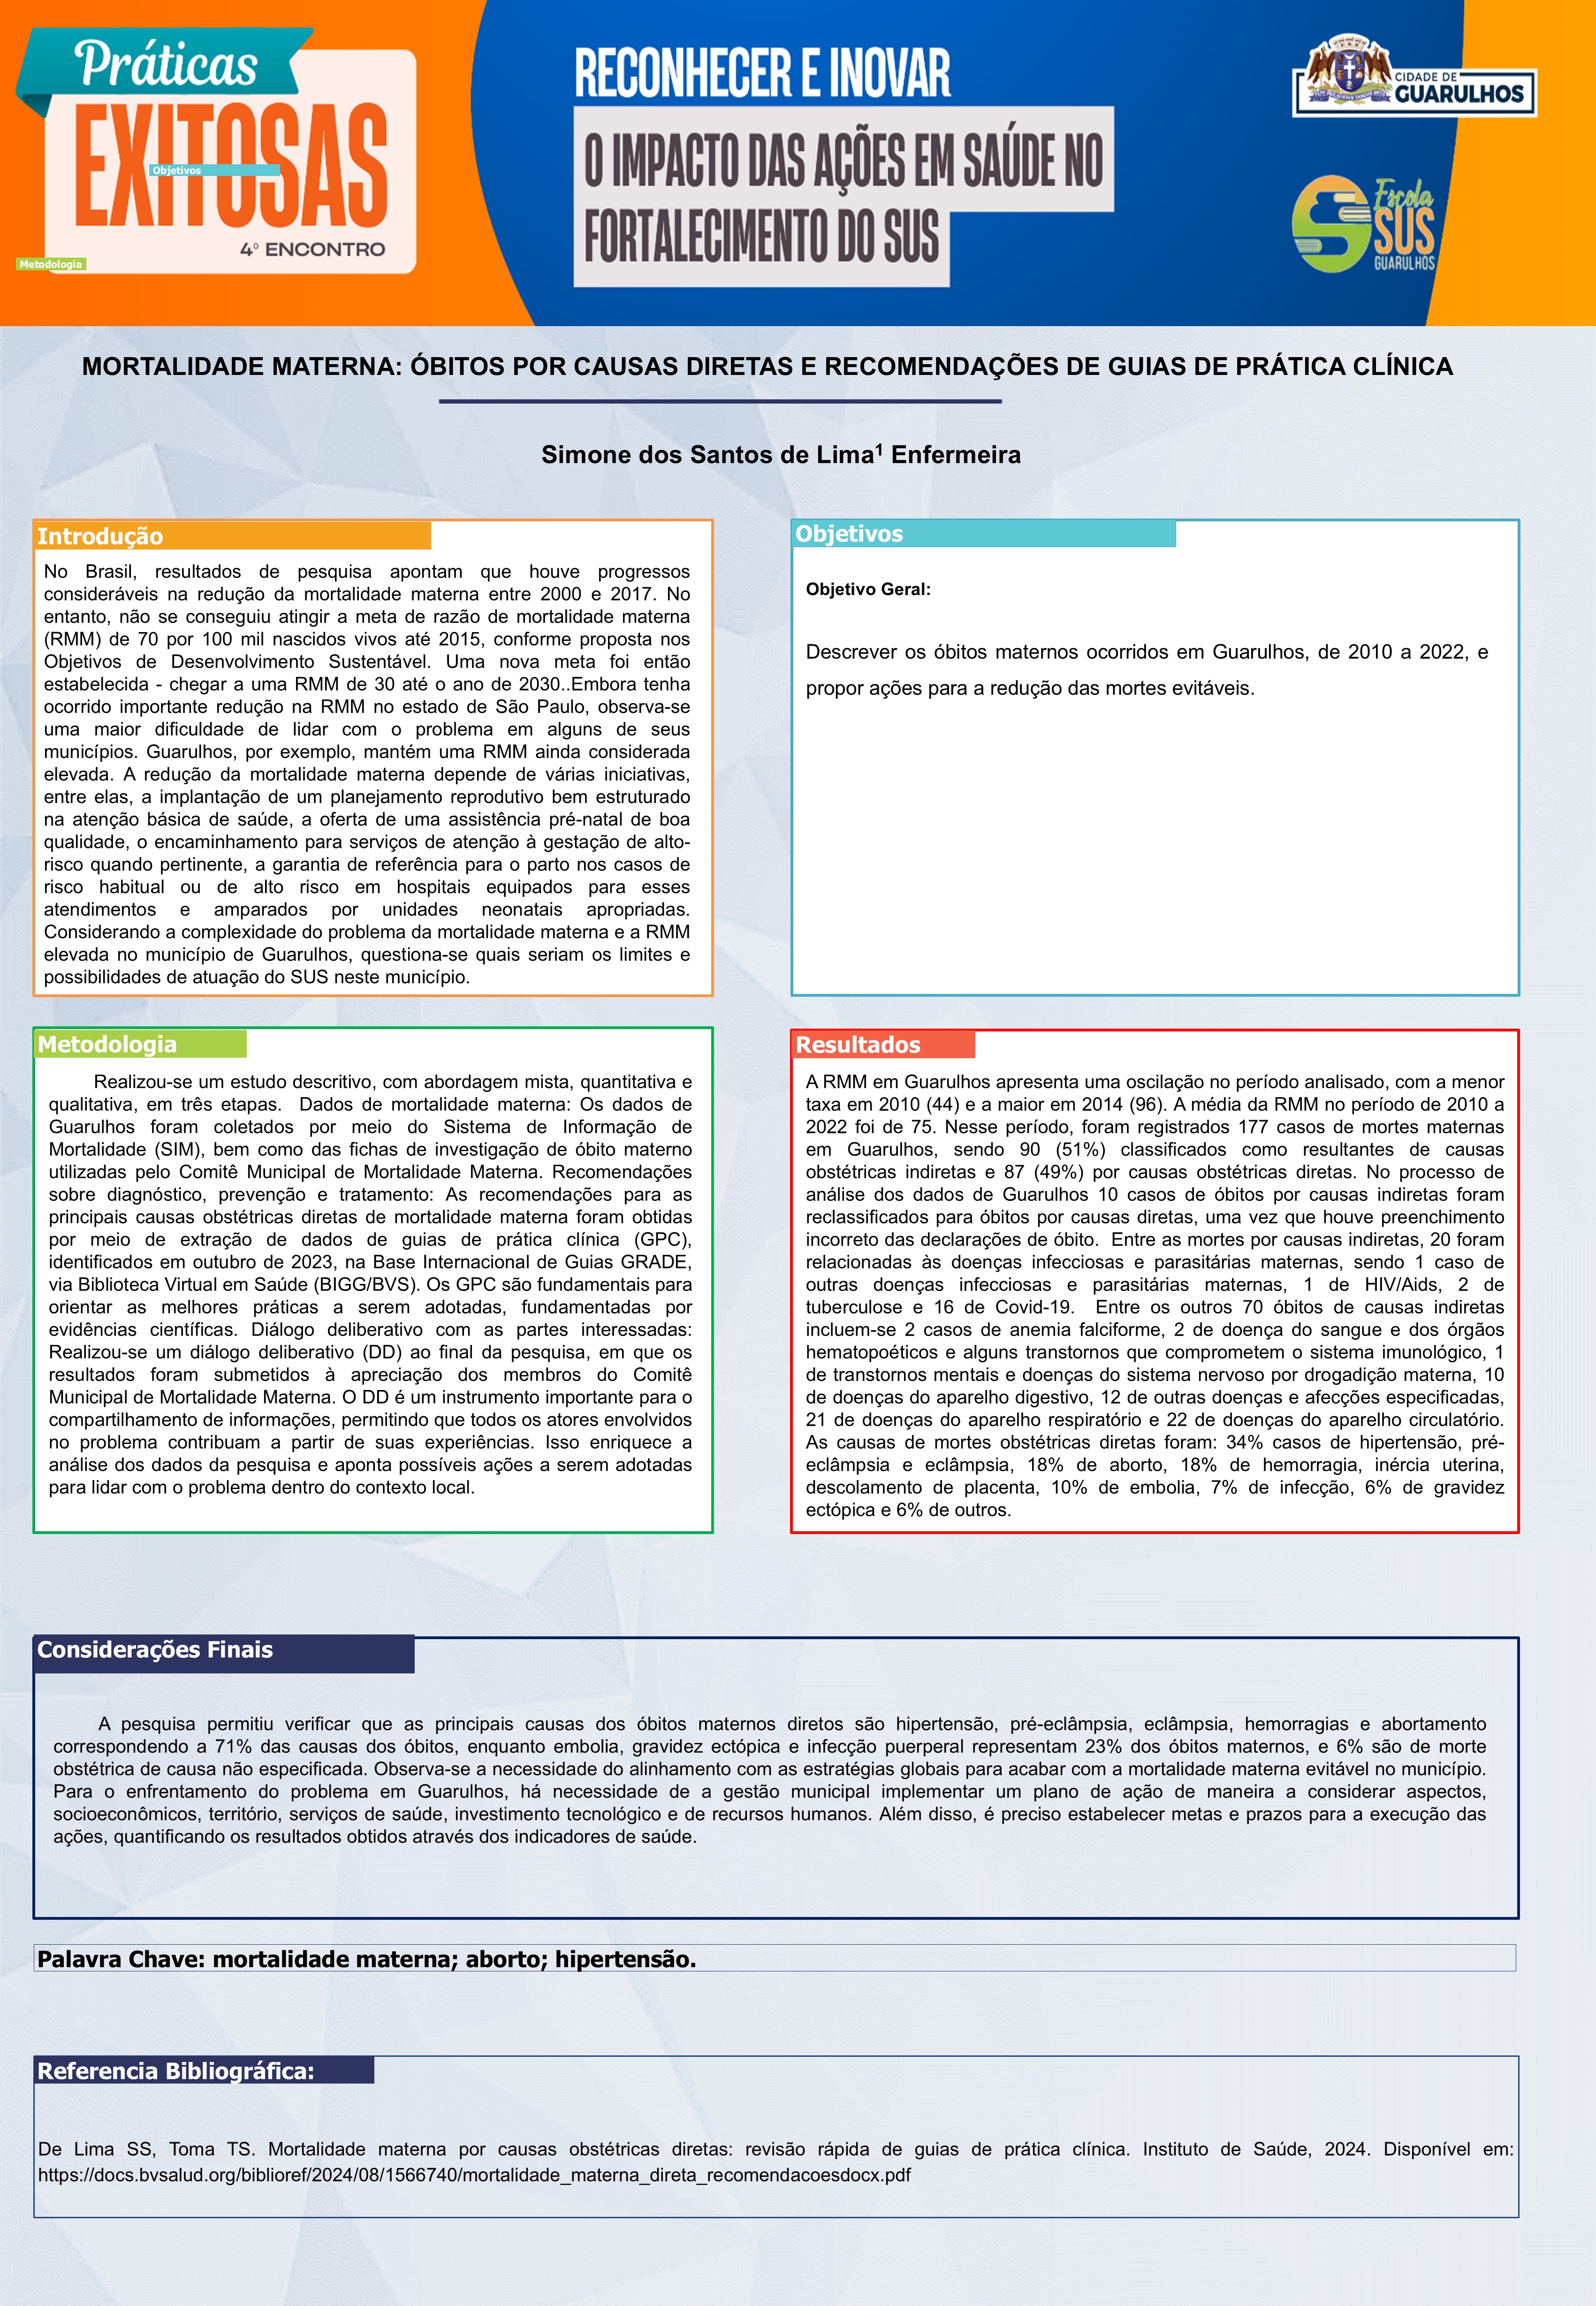 Práticas
EXITOSAS
Objetivos
4º ENCONTRO
Metodologia
RECONHECER E INOVAR
O IMPACTO DAS AÇÕES EM SAÚDE NO
FORTALECIMENTO DO SUS
CIDADE DE
GUARULHOS
Escola
SUS
GUARULHOS
MORTALIDADE MATERNA: ÓBITOS POR CAUSAS DIRETAS E RECOMENDAÇÕES DE GUIAS DE PRÁTICA CLÍNICA
Simone dos Santos de Lima¹ Enfermeira
Introdução
No Brasil, resultados de pesquisa apontam que houve progressos
consideráveis na redução da mortalidade materna entre 2000 e 2017. No
entanto, não se conseguiu atingir a meta de razão de mortalidade materna
(RMM) de 70 por 100 mil nascidos vivos até 2015, conforme proposta nos
Objetivos de Desenvolvimento Sustentável. Uma nova meta foi então
estabelecida - chegar a uma RMM de 30 até o ano de 2030..Embora tenha
ocorrido importante redução na RMM no estado de São Paulo, observa-se
uma maior dificuldade de lidar com o problema em alguns de seus
municípios. Guarulhos, por exemplo, mantém uma RMM ainda considerada
elevada. A redução da mortalidade materna depende de várias iniciativas,
entre elas, a implantação de um planejamento reprodutivo bem estruturado
na atenção básica de saúde, a oferta de uma assistência pré-natal de boa
qualidade, o encaminhamento para serviços de atenção à gestação de alto-
risco quando pertinente, a garantia de referência para o parto nos casos de
risco habitual ou de alto risco em hospitais equipados para esses
atendimentos e amparados por unidades neonatais apropriadas.
Considerando a complexidade do problema da mortalidade materna e a RMM
elevada no município de Guarulhos, questiona-se quais seriam os limites e
possibilidades de atuação do SUS neste município.
Objetivos
Objetivo Geral:
Descrever os óbitos maternos ocorridos em Guarulhos, de 2010 a 2022, e
propor ações para a redução das mortes evitáveis.
Metodologia
Realizou-se um estudo descritivo, com abordagem mista, quantitativa e
qualitativa, em três etapas. Dados de mortalidade materna: Os dados de
Guarulhos foram coletados por meio do Sistema de Informação de
Mortalidade (SIM), bem como das fichas de investigação de óbito materno
utilizadas pelo Comitê Municipal de Mortalidade Materna. Recomendações
sobre diagnóstico, prevenção e tratamento: As recomendações para as
principais causas obstétricas diretas de mortalidade materna foram obtidas
por meio de extração de dados de guias de prática clínica (GPC),
identificados em outubro de 2023, na Base Internacional de Guias GRADE,
via Biblioteca Virtual em Saúde (BIGG/BVS). Os GPC são fundamentais para
orientar as melhores práticas a serem adotadas, fundamentadas por
evidências científicas. Diálogo deliberativo com as partes interessadas:
Realizou-se um diálogo deliberativo (DD) ao final da pesquisa, em que os
resultados foram submetidos à apreciação dos membros do Comitê
Municipal de Mortalidade Materna. O DD é um instrumento importante para o
compartilhamento de informações, permitindo que todos os atores envolvidos
no problema contribuam a partir de suas experiências. Isso enriquece a
análise dos dados da pesquisa e aponta possíveis ações a serem adotadas
para lidar com o problema dentro do contexto local.
Resultados
A RMM em Guarulhos apresenta uma oscilação no período analisado, com a menor
taxa em 2010 (44) e a maior em 2014 (96). A média da RMM no período de 2010 a
2022 foi de 75. Nesse período, foram registrados 177 casos de mortes maternas
em Guarulhos, sendo 90 (51%) classificados como resultantes de causas
obstétricas indiretas e 87 (49%) por causas obstétricas diretas. No processo de
análise dos dados de Guarulhos 10 casos de óbitos por causas indiretas foram
reclassificados para óbitos por causas diretas, uma vez que houve preenchimento
incorreto das declarações de óbito. Entre as mortes por causas indiretas, 20 foram
relacionadas às doenças infecciosas e parasitárias maternas, sendo 1 caso de
outras doenças infecciosas e parasitárias maternas, 1 de HIV/Aids, 2 de
tuberculose e 16 de Covid-19. Entre os outros 70 óbitos de causas indiretas
incluem-se 2 casos de anemia falciforme, 2 de doença do sangue e dos órgãos
hematopoéticos e alguns transtornos que comprometem o sistema imunológico, 1
de transtornos mentais e doenças do sistema nervoso por drogadição materna, 10
de doenças do aparelho digestivo, 12 de outras doenças e afecções especificadas,
21 de doenças do aparelho respiratório e 22 de doenças do aparelho circulatório.
As causas de mortes obstétricas diretas foram: 34% casos de hipertensão, pré-
eclâmpsia e eclâmpsia, 18% de aborto, 18% de hemorragia, inércia uterina,
descolamento de placenta, 10% de embolia, 7% de infecção, 6% de gravidez
ectópica e 6% de outros.
Considerações Finais
A pesquisa permitiu verificar que as principais causas dos óbitos maternos diretos são hipertensão, pré-eclâmpsia, eclâmpsia, hemorragias e abortamento
correspondendo a 71% das causas dos óbitos, enquanto embolia, gravidez ectópica e infecção puerperal representam 23% dos óbitos maternos, e 6% são de morte
obstétrica de causa não especificada. Observa-se a necessidade do alinhamento com as estratégias globais para acabar com a mortalidade materna evitável no município.
Para o enfrentamento do problema em Guarulhos, há necessidade de a gestão municipal implementar um plano de ação de maneira a considerar aspectos,
socioeconômicos, território, serviços de saúde, investimento tecnológico e de recursos humanos. Além disso, é preciso estabelecer metas e prazos para a execução das
ações, quantificando os resultados obtidos através dos indicadores de saúde.
Palavra Chave: mortalidade materna; aborto; hipertensão.
Referencia Bibliográfica:
De Lima SS, Toma TS. Mortalidade materna por causas obstétricas diretas: revisão rápida de guias de prática clínica. Instituto de Saúde, 2024. Disponível em:
https://docs.bvsalud.org/biblioref/2024/08/1566740/mortalidade_materna_direta_recomendacoesdocx.pdf